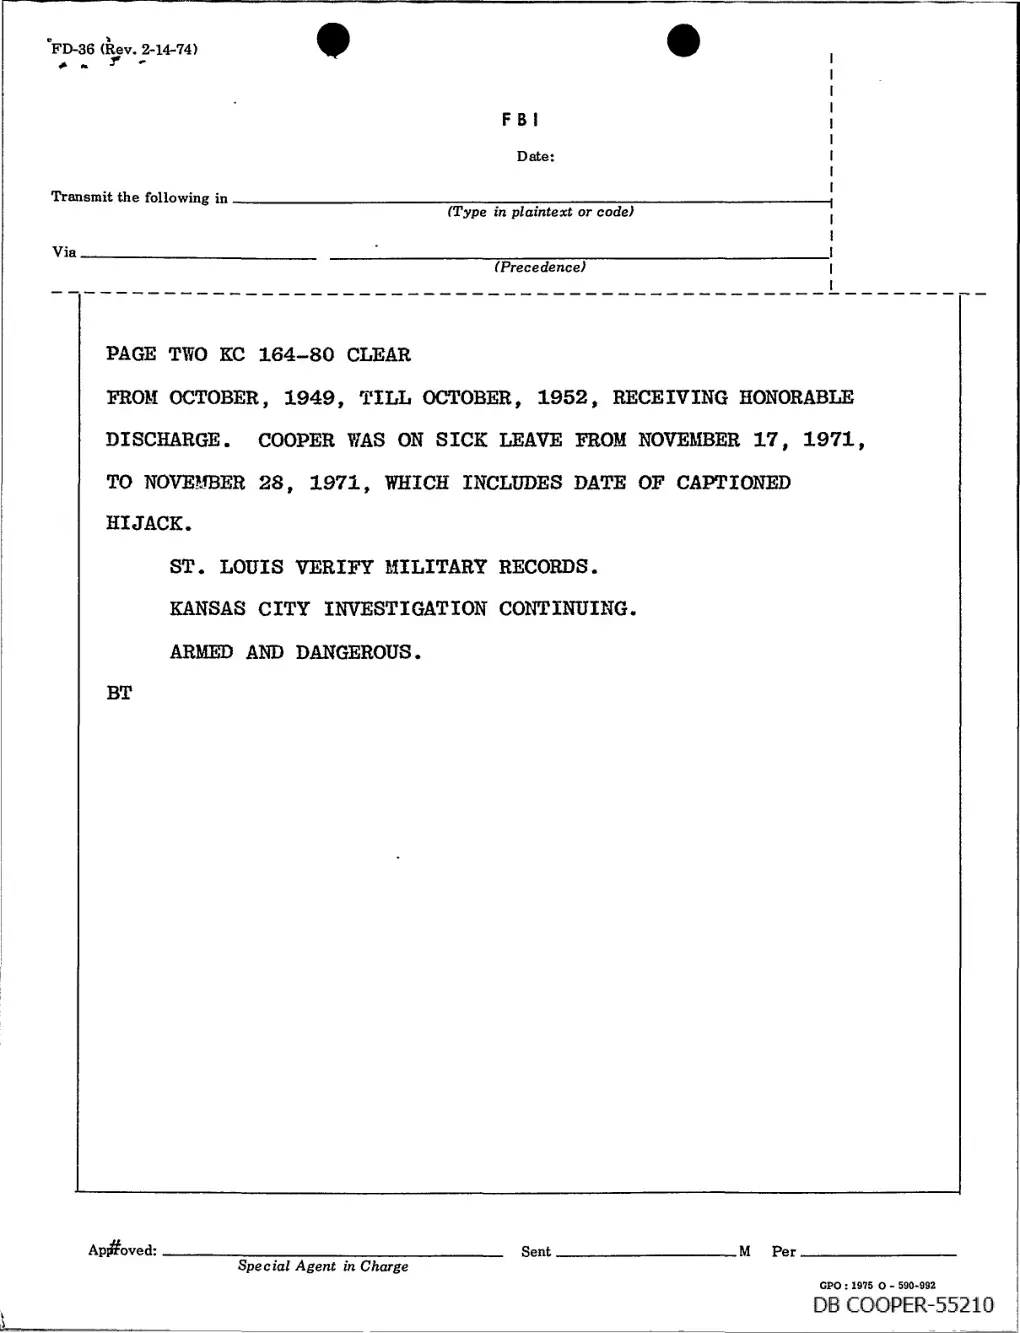 FD-36 (Rev. 2-14-74)
FBI
Date:
Transmit the following in
(Type in plaintext or code)
Via
(Precedence)
PAGE TWO KC 164-80 CLEAR
FROM OCTOBER, 1949, TILL OCTOBER, 1952, RECEIVING HONORABLE
DISCHARGE. COOPER WAS ON SICK LEAVE FROM NOVEMBER 17, 1971,
TO NOVEMBER 28, 1971, WHICH INCLUDES DATE OF CAPTIONED
HIJACK.
ST. LOUIS VERIFY MILITARY RECORDS.
KANSAS CITY INVESTIGATION CONTINUING.
ARMED AND DANGEROUS.
BT
Approved: Sent M Per
Special Agent in Charge
GPO : 1975 O - 590-992
DB COOPER-55210